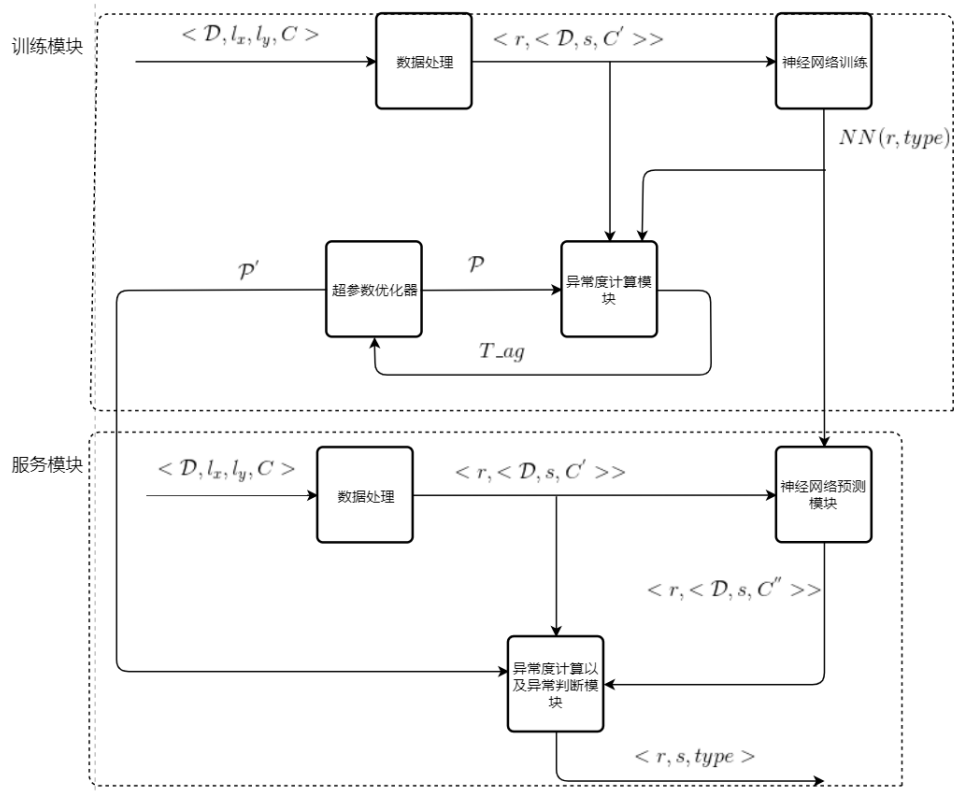 训练模块
< D, l_x, l_y, C >
数据处理
< r, < D, s, C' >>
神经网络训练
NN(r, type)
P'
超参数优化器
P
异常度计算模
块
T_ag
服务模块
< D, l_x, l_y, C >
数据处理
< r, < D, s, C' >>
神经网络预测
模块
< r, < D, s, C'' >>
异常度计算以
及异常判断模
块
< r, s, type >